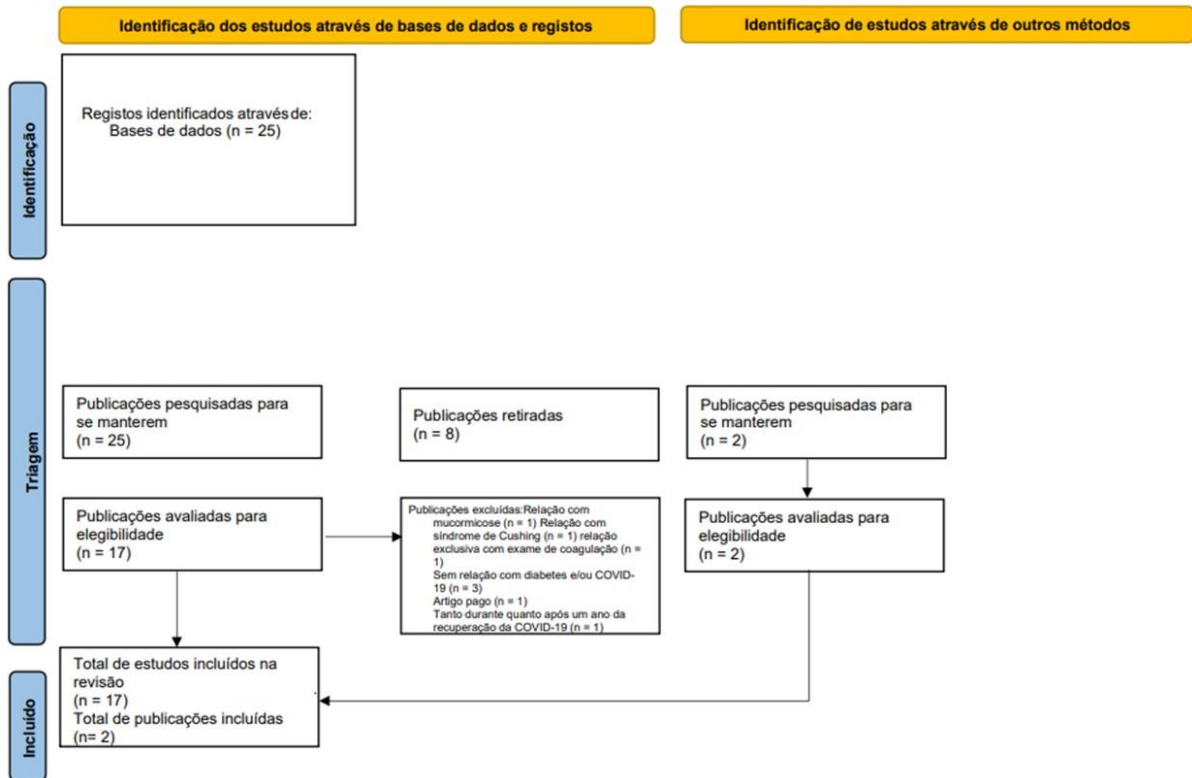 Identificação dos estudos através de bases de dados e registos
Identificação de estudos através de outros métodos
Identificação
Registos identificados através de:
Bases de dados (n = 25)
Triagem
Publicações pesquisadas para
se manterem
(n = 25)
Publicações retiradas
(n = 8)
Publicações pesquisadas para
se manterem
(n = 2)
Publicações avaliadas para
elegibilidade
(n = 17)
Publicações excluídas:Relação com
mucormicose (n = 1) Relação com
síndrome de Cushing (n = 1) relação
exclusiva com exame de coagulação (n =
1)
Sem relação com diabetes e/ou COVID-
19 (n = 3)
Artigo pago (n = 1)
Tanto durante quanto após um ano da
recuperação da COVID-19 (n = 1)
Publicações avaliadas para
elegibilidade
(n = 2)
Incluído
Total de estudos incluídos na
revisão
(n = 17)
Total de publicações incluídas
(n= 2)